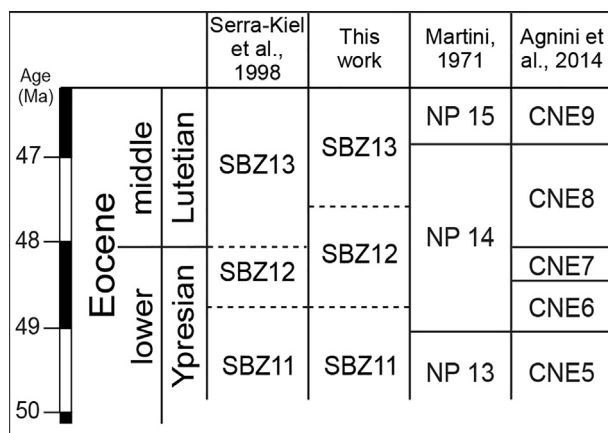 Serra-Kiel
et al.,
1998
This
work
Martini,
1971
Agnini
et al., 2014
Age
(Ma)
47
48
49
50
Eocene
middle
lower
Lutetian
Ypresian
SBZ13
SBZ12
SBZ11
SBZ13
SBZ12
SBZ11
NP 15
NP 14
NP 13
CNE9
CNE8
CNE7
CNE6
CNE5